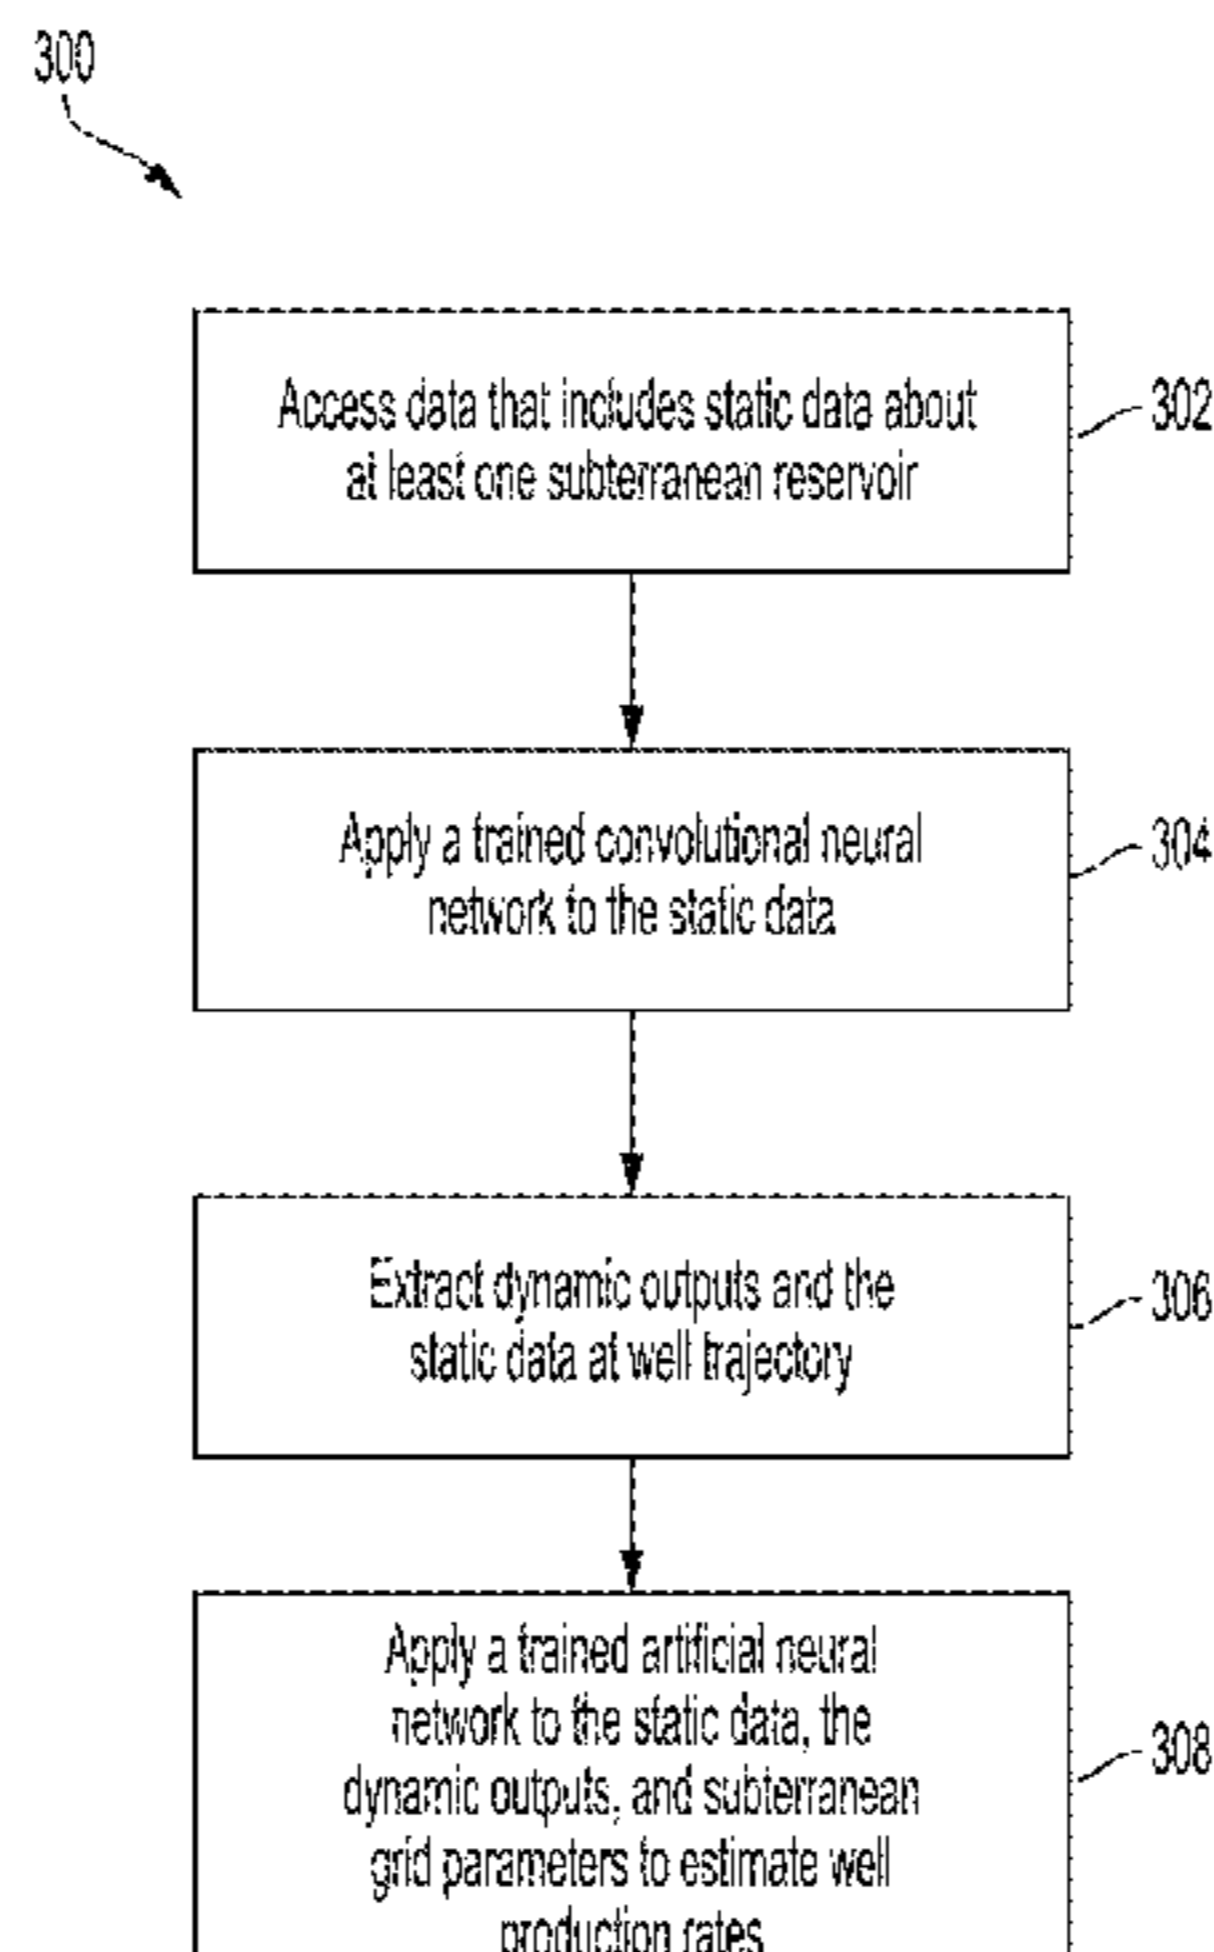 300
Access data that includes static data about
at least one subterranean reservoir
302
Apply a trained convolutional neural
network to the static data
304
Extract dynamic outputs and the
static data at well trajectory
306
Apply a trained artificial neural
network to the static data, the
dynamic outputs, and subterranean
grid parameters to estimate well
production rates
308